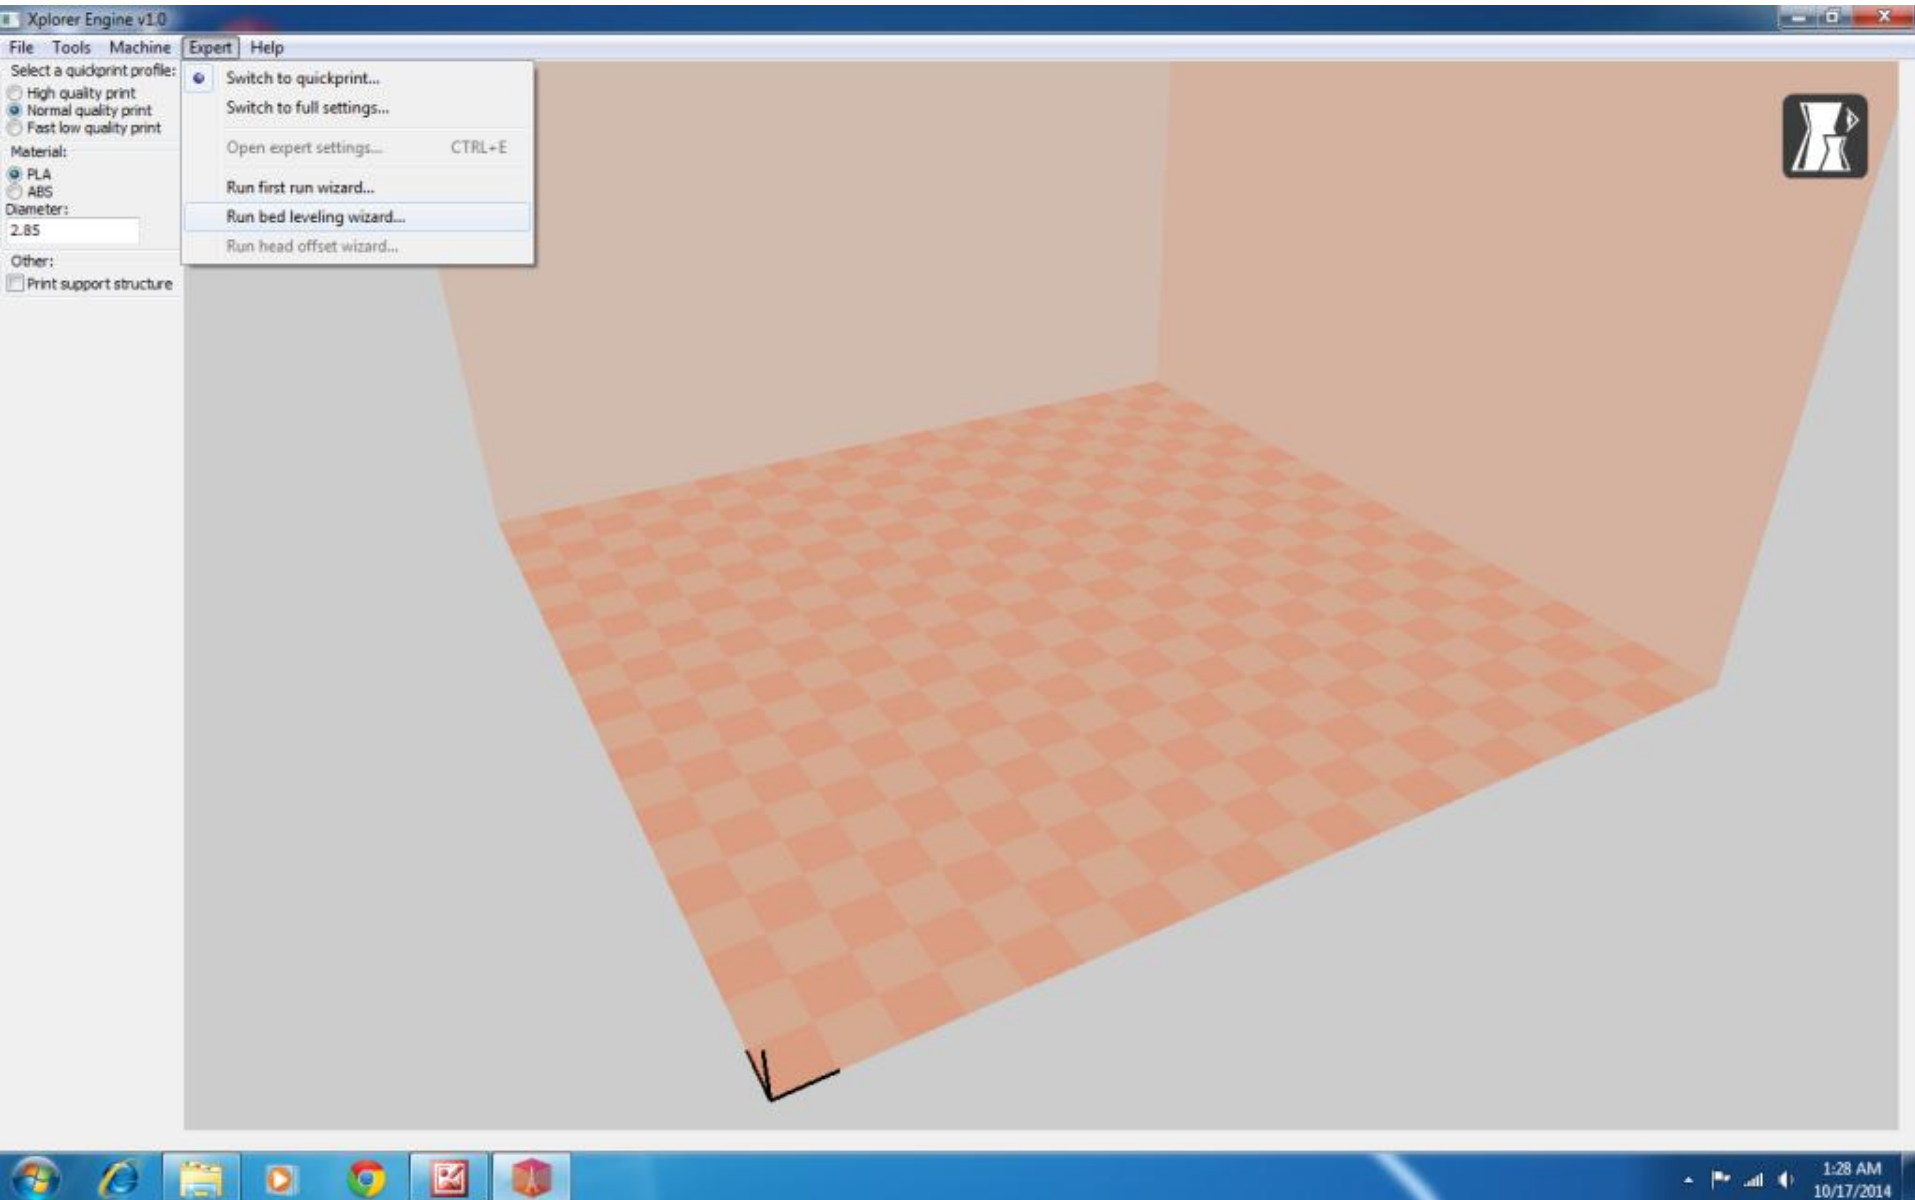 Xplorer Engine v1.0
File Tools Machine Expert Help
Select a quickprint profile:
High quality print
Normal quality print
Fast low quality print
Material:
PLA
ABS
Diameter:
2.85
Other:
Print support structure
Switch to quickprint...
Switch to full settings...
Open expert settings... CTRL+E
Run first run wizard...
Run bed leveling wizard...
Run head offset wizard...
1:28 AM
10/17/2014